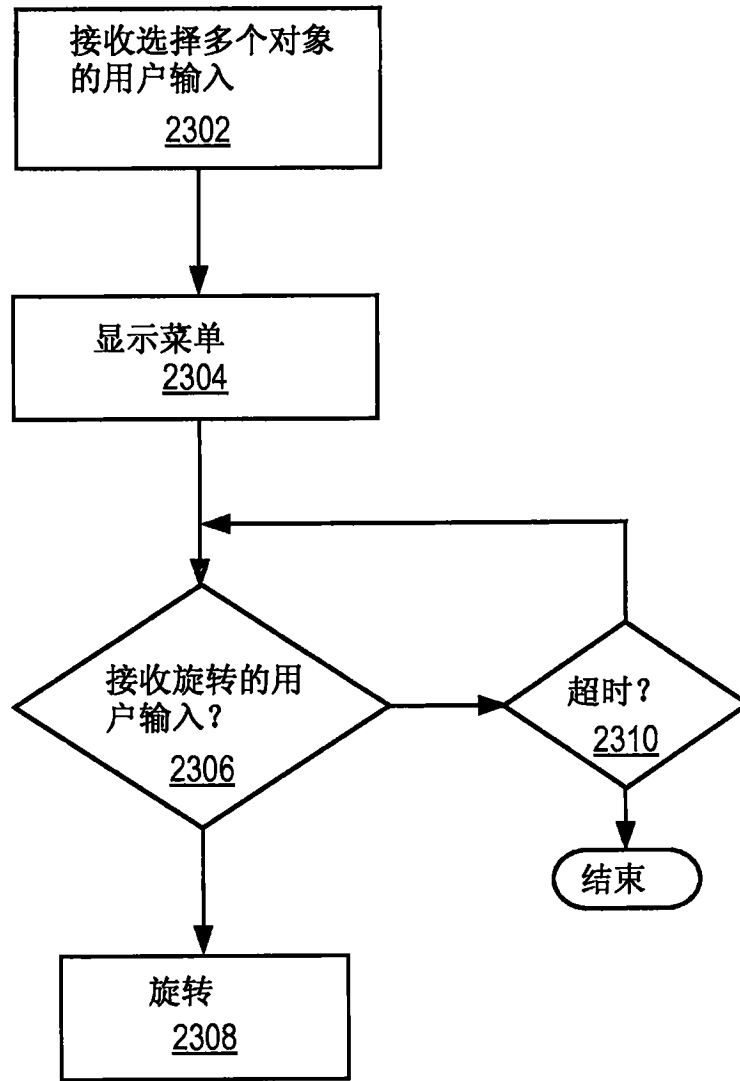 接收选择多个对象
的用户输入
2302
显示菜单
2304
接收旋转的用
户输入？
2306
超时？
2310
结束
旋转
2308